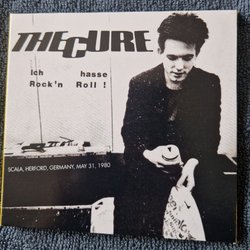 THE CURE
Ich hasse
Rock'n Roll !
SCALA, HERFORD, GERMANY, MAY 31, 1980